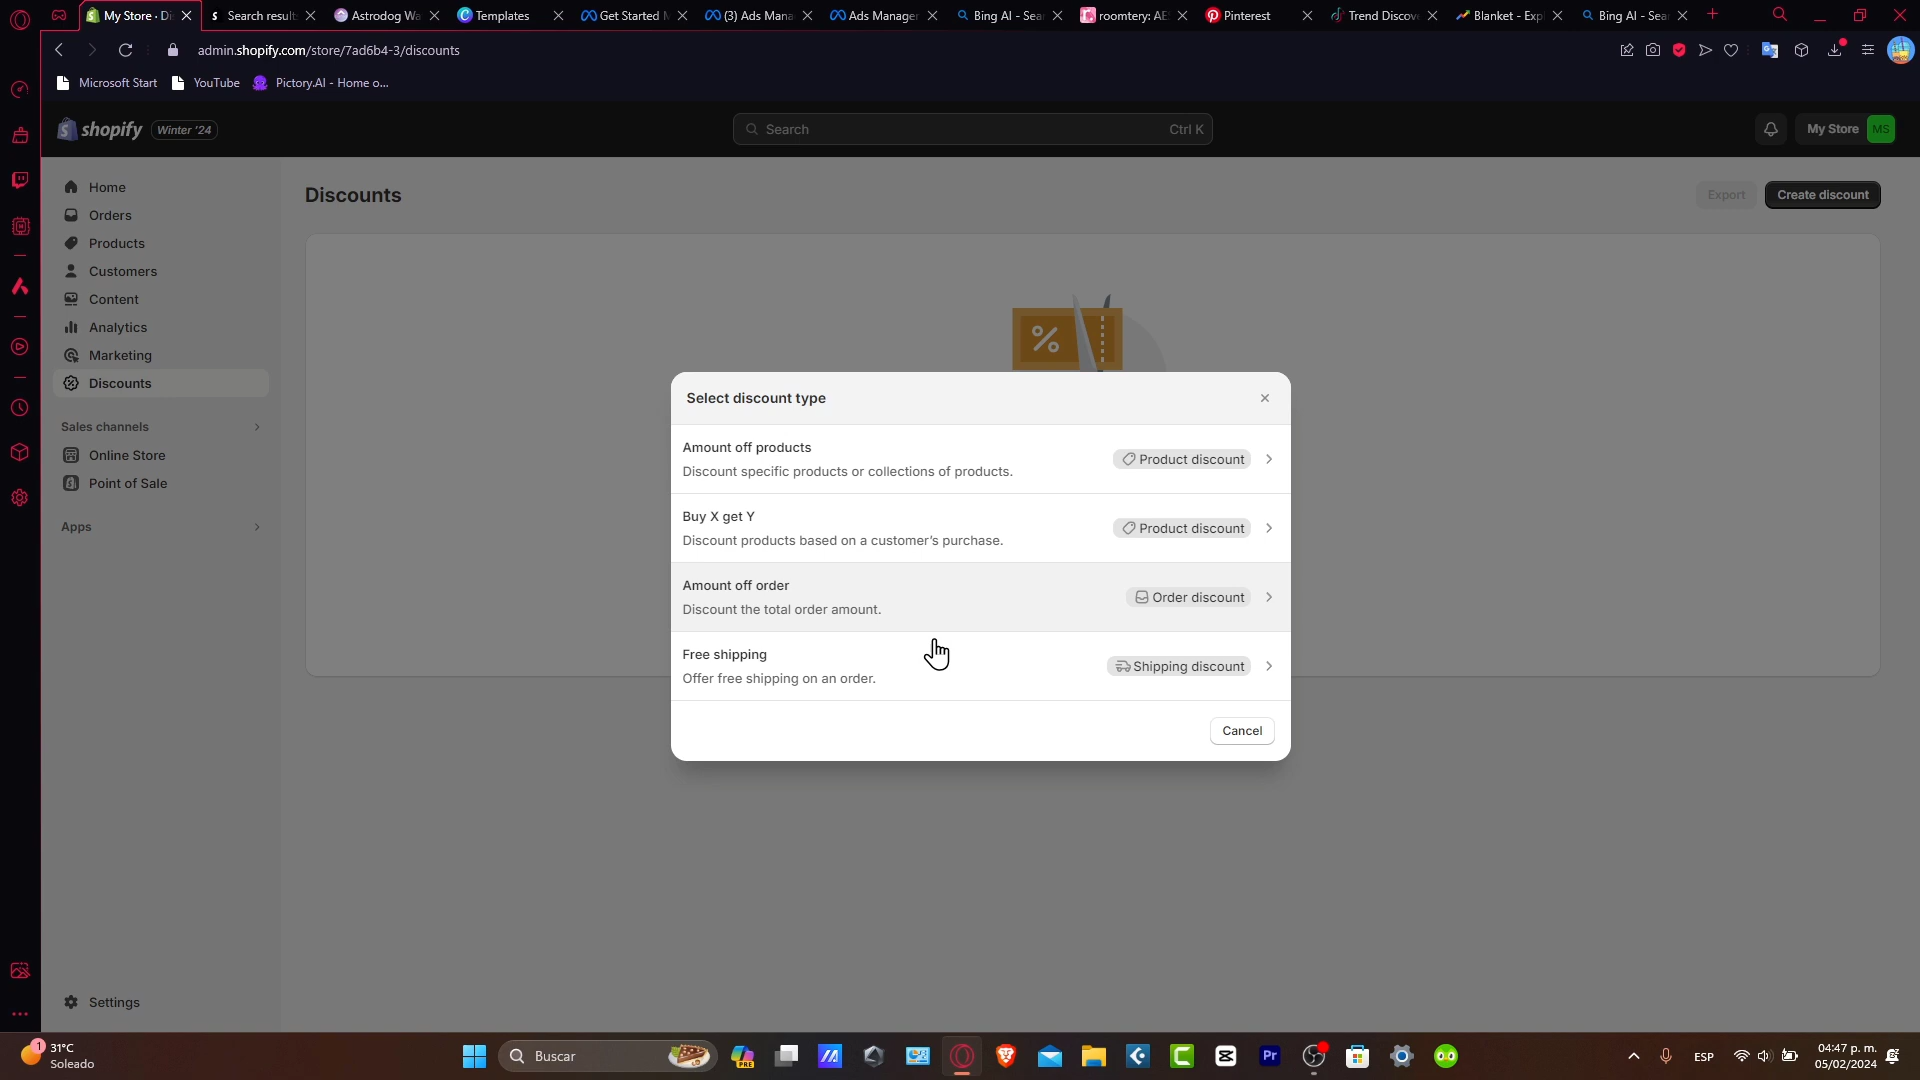 My Store · Di
Search result
Astrodog Wa
Templates
Get Started
(3) Ads Mana
Ads Manager
Bing AI - Sea
roomtery: AE
Pinterest
Trend Discov
Blanket - Exp
Bing AI - Sea
admin.shopify.com/store/7ad6b4-3/discounts
Microsoft Start
YouTube
Pictory.AI - Home o...
shopify
Winter '24
Search
Ctrl K
My Store
MS
Home
Orders
Products
Customers
Content
Analytics
Marketing
Discounts
Sales channels
Online Store
Point of Sale
Apps
Settings
Discounts
Export
Create discount
%
Select discount type
Amount off products
Discount specific products or collections of products.
Product discount
Buy X get Y
Discount products based on a customer's purchase.
Product discount
Amount off order
Discount the total order amount.
Order discount
Free shipping
Offer free shipping on an order.
Shipping discount
Cancel
1
31°C
Soleado
Buscar
PRE
Pr
ESP
04:47 p. m.
05/02/2024